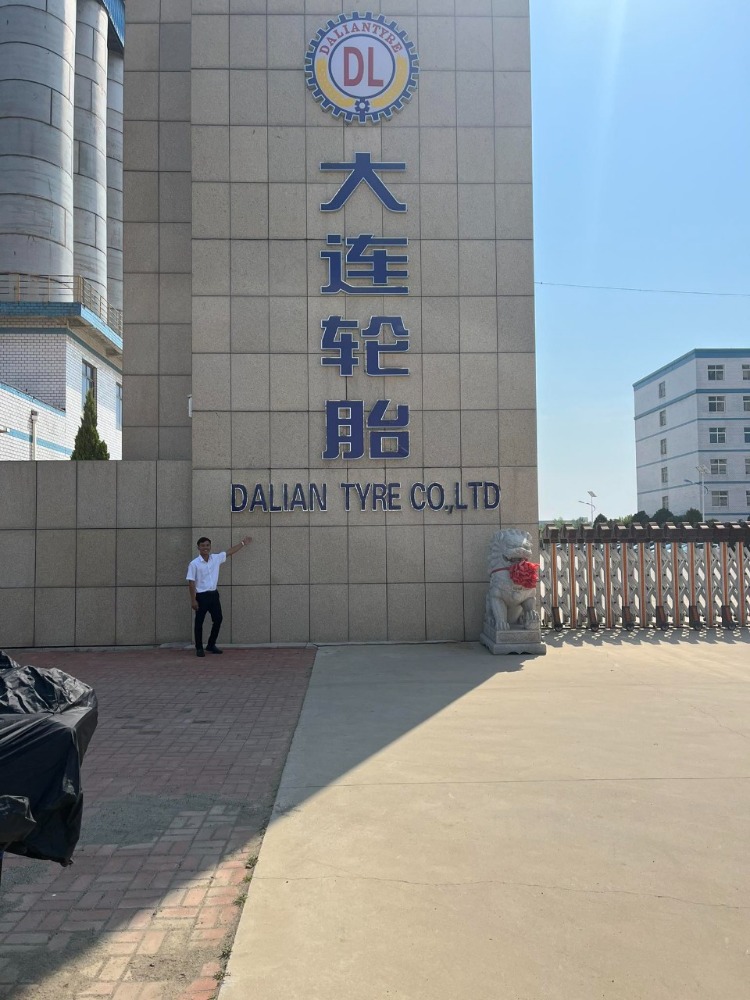 DALIANTYRE
DL
大连轮胎
DALIAN TYRE CO.,LTD